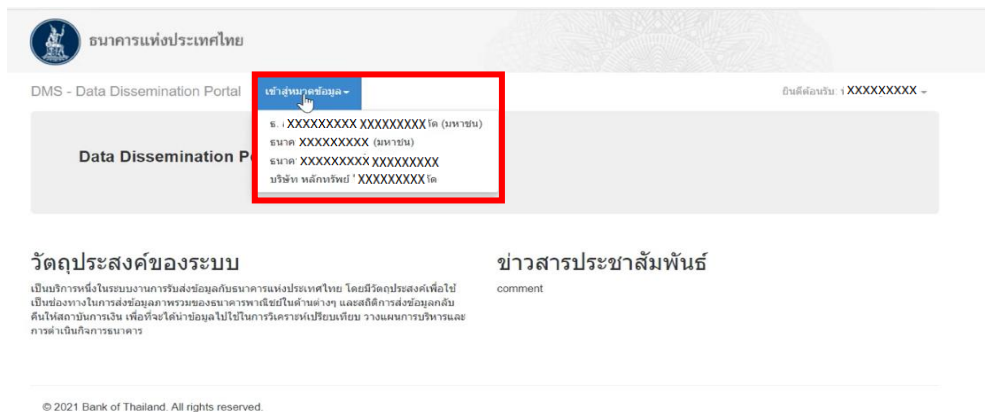 ธนาคารแห่งประเทศไทย
DMS - Data Dissemination Portal เข้าสู่หมวดข้อมูล ยินดีต้อนรับ: XXXXXXXXX
ธ. XXXXXXXXX XXXXXXXXX โต (มหาชน)
ธนาค XXXXXXXXX (มหาชน)
ธนาค XXXXXXXXX XXXXXXXXX
บริษัท หลักทรัพย์ XXXXXXXXX โต
Data Dissemination P
วัตถุประสงค์ของระบบ
เป็นบริการหนึ่งในระบบงานการรับส่งข้อมูลกับธนาคารแห่งประเทศไทย โดยมีวัตถุประสงค์เพื่อใช้
เป็นช่องทางในการส่งข้อมูลภาพรวมของธนาคารพาณิชย์ในด้านต่างๆ และสถิติการส่งข้อมูลกลับ
คืนให้สถาบันการเงิน เพื่อที่จะได้นำข้อมูลไปใช้ในการวิเคราะห์เปรียบเทียบ วางแผนการบริหารและ
การดำเนินกิจการธนาคาร
ข่าวสารประชาสัมพันธ์
comment
© 2021 Bank of Thailand. All rights reserved.